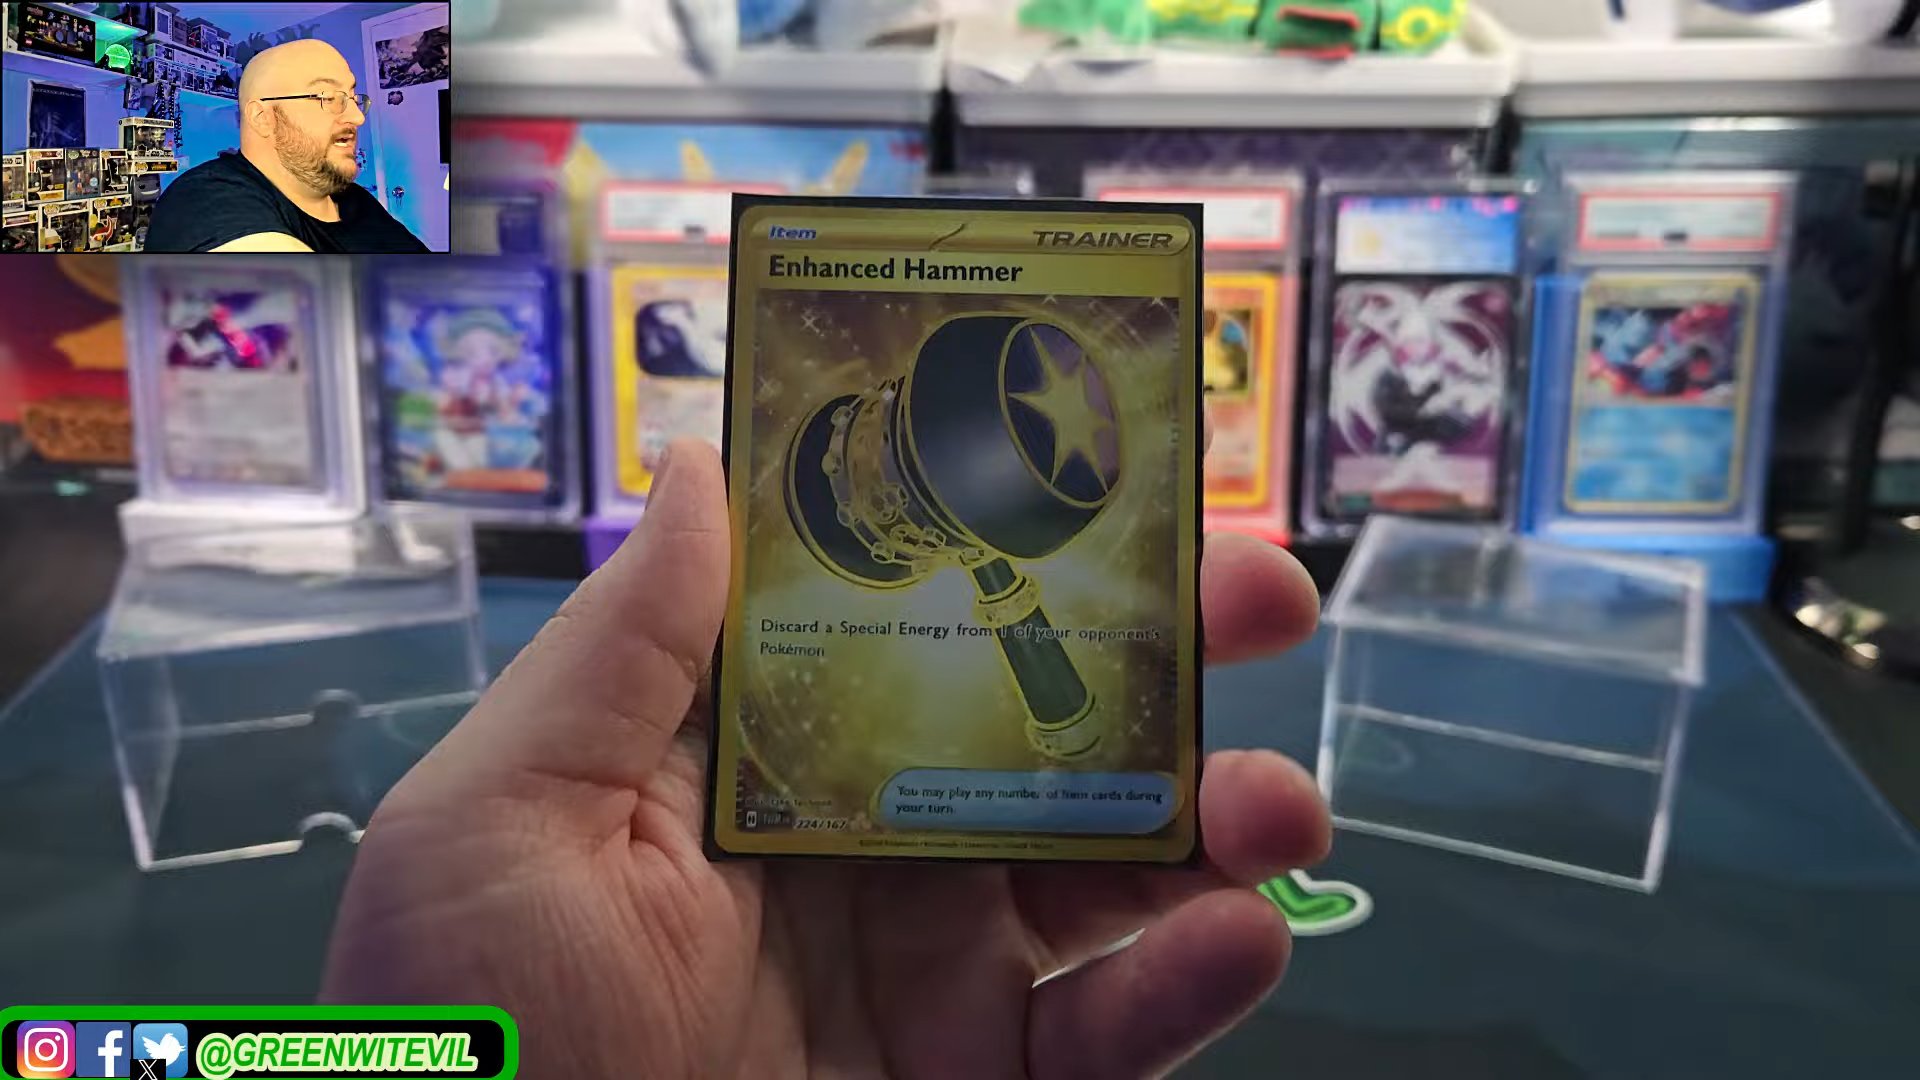 Item
TRAINER
Enhanced Hammer
Discard a Special Energy from 1 of your opponent's
Pokémon
You may play any number of Item cards during
your turn.
224/167
@GREENWITEVIL